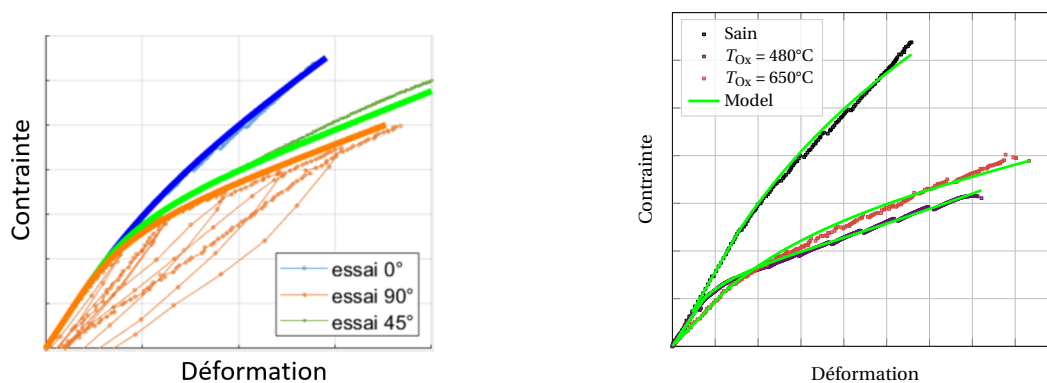 Contrainte
essai 0°
essai 90°
essai 45°
Déformation
Sain
T_Ox = 480°C
T_Ox = 650°C
Model
Contrainte
Déformation